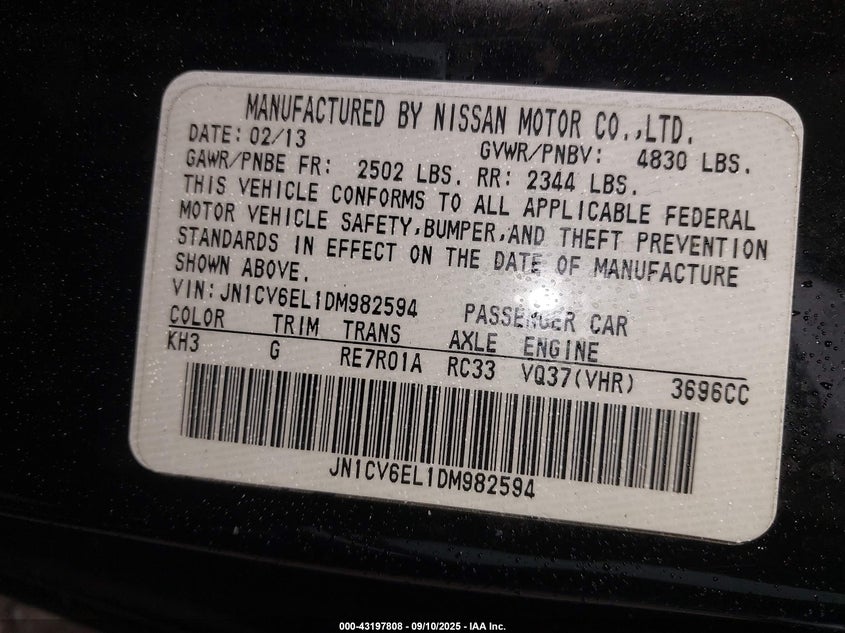 MANUFACTURED BY NISSAN MOTOR CO.,LTD.
DATE: 02/13 GVWR/PNBV: 4830 LBS.
GAWR/PNBE FR: 2502 LBS. RR: 2344 LBS.
THIS VEHICLE CONFORMS TO ALL APPLICABLE FEDERAL
MOTOR VEHICLE SAFETY,BUMPER,AND THEFT PREVENTION
STANDARDS IN EFFECT ON THE DATE OF MANUFACTURE
SHOWN ABOVE.
VIN: JN1CV6EL1DM982594 PASSENGER CAR
COLOR TRIM TRANS AXLE ENGINE
KH3 G RE7R01A RC33 VQ37(VHR) 3696CC
JN1CV6EL1DM982594
000-43197808 - 09/10/2025 - IAA Inc.